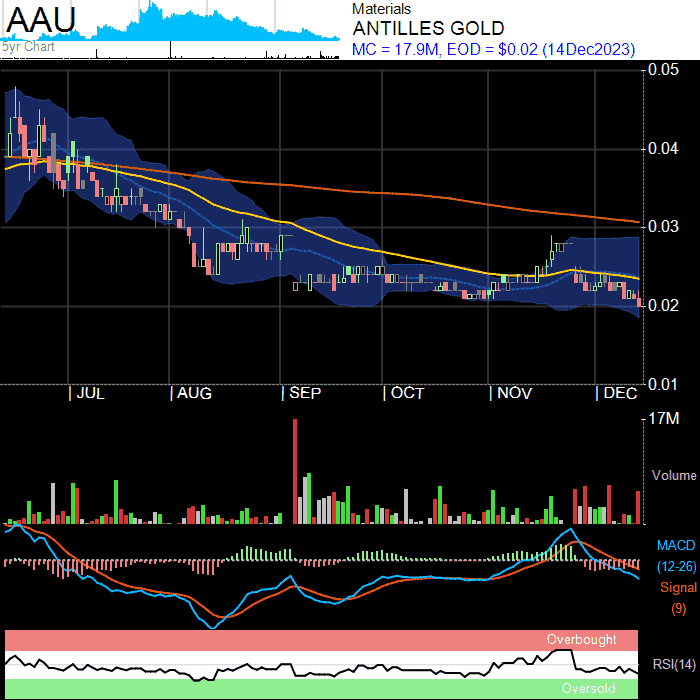 AAU
5yr Chart
Materials
ANTILLES GOLD
MC = 17.9M, EOD = $0.02 (14Dec2023)
0.05
0.04
0.03
0.02
0.01
JUL AUG SEP OCT NOV DEC
17M
Volume
MACD
(12-26)
Signal
(9)
Overbought
RSI(14)
Oversold